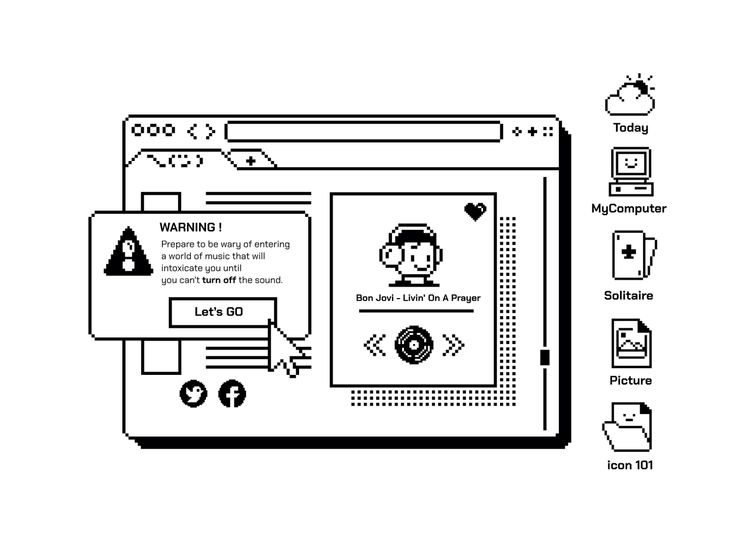 WARNING !
Prepare to be wary of entering
a world of music that will
intoxicate you until
you can't turn off the sound.
Let's GO
Bon Jovi - Livin' On A Prayer
Today
MyComputer
Solitaire
Picture
icon 101